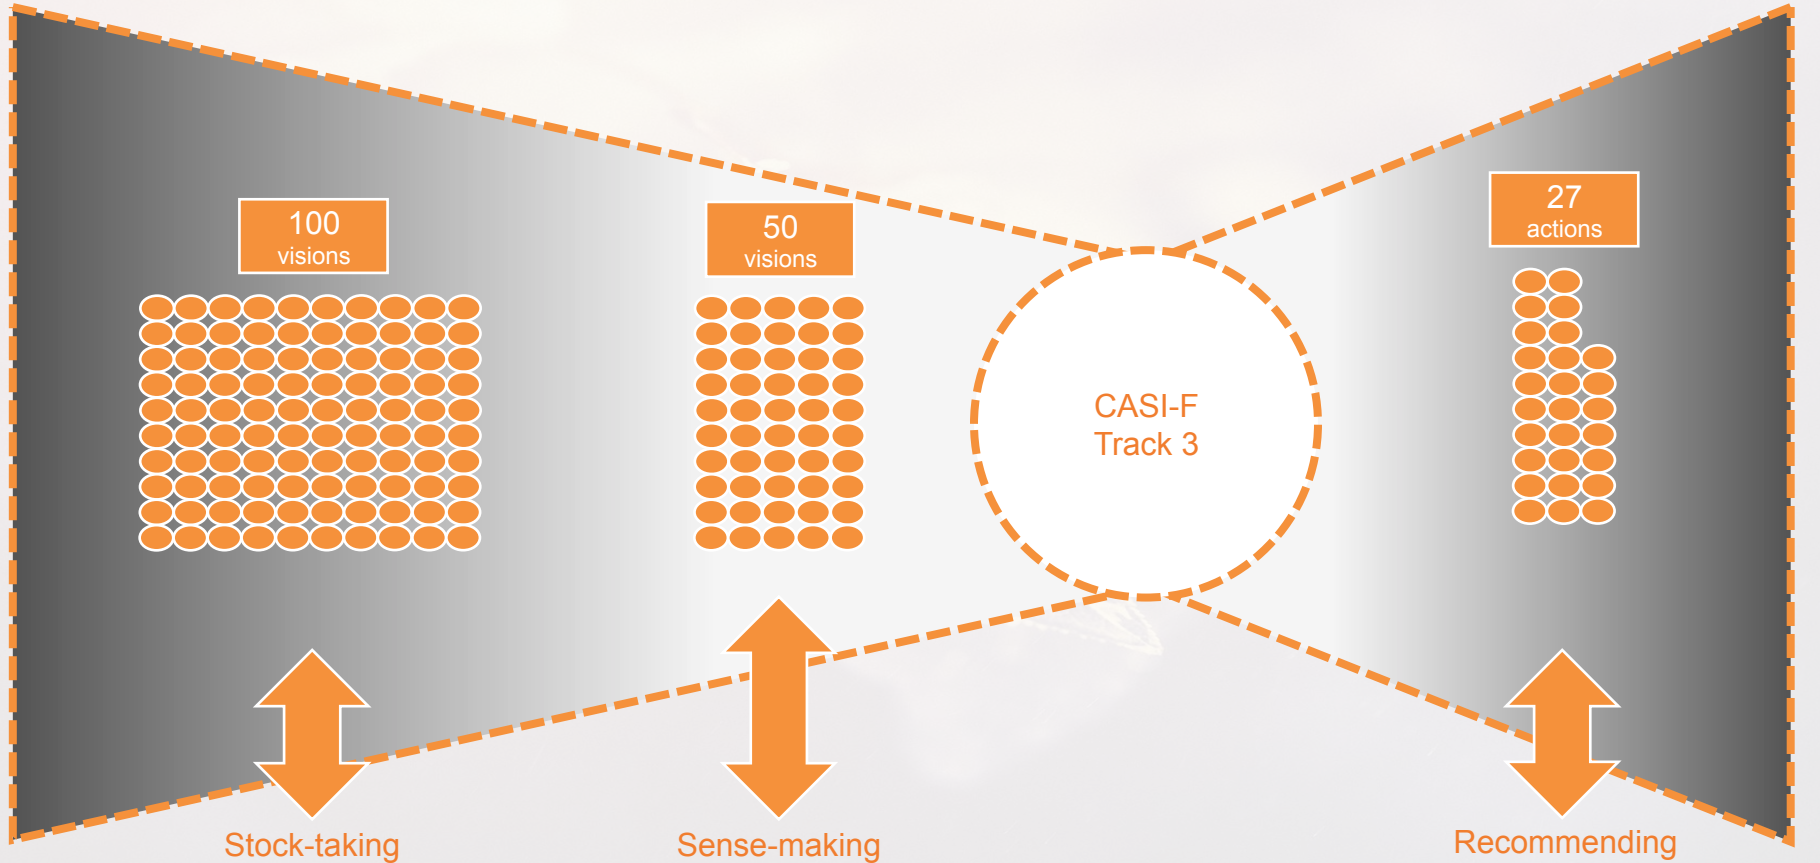 100
visions
50
visions
27
actions
CASI-F
Track 3
Stock-taking
Sense-making
Recommending